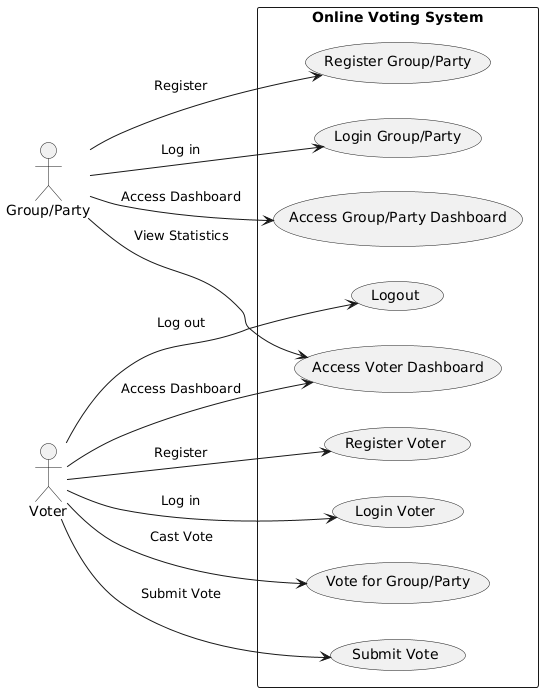 Online Voting System
Register Group/Party
Register
Login Group/Party
Log in
Group/Party
Access Dashboard
Access Group/Party Dashboard
View Statistics
Logout
Log out
Access Voter Dashboard
Access Dashboard
Register Voter
Register
Log in
Login Voter
Voter
Cast Vote
Vote for Group/Party
Submit Vote
Submit Vote